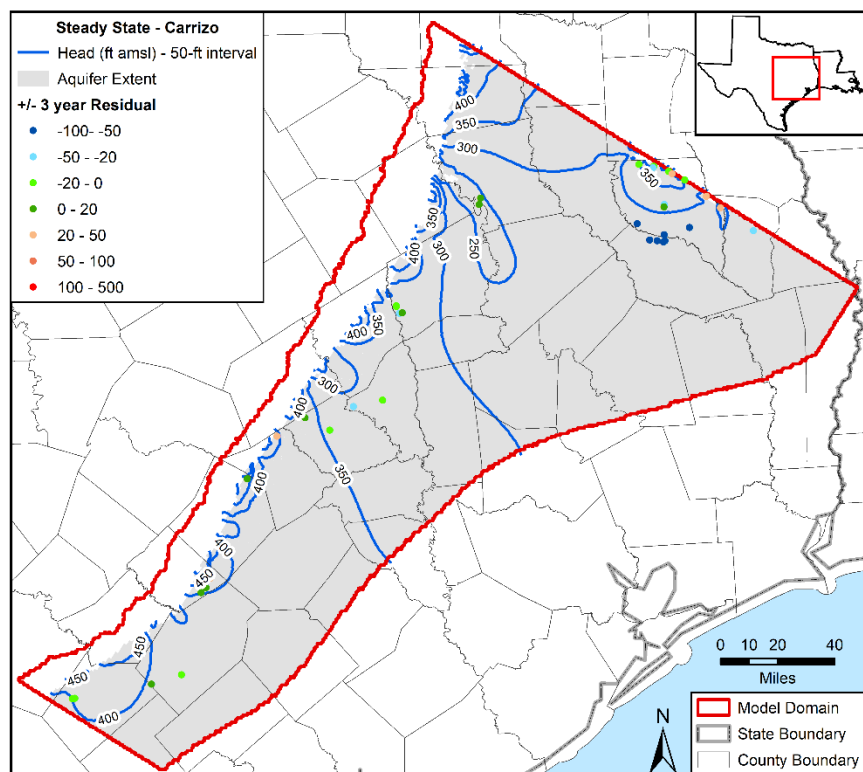 Steady State - Carrizo
Head (ft amsl) - 50-ft interval
Aquifer Extent
+/- 3 year Residual
-100- -50
-50 - -20
-20 - 0
0 - 20
20 - 50
50 - 100
100 - 500
400
350
300
350
350
300
250
400
400
350
300
400
350
400
400
450
450
450
400
0 10 20 40
Miles
N
Model Domain
State Boundary
County Boundary